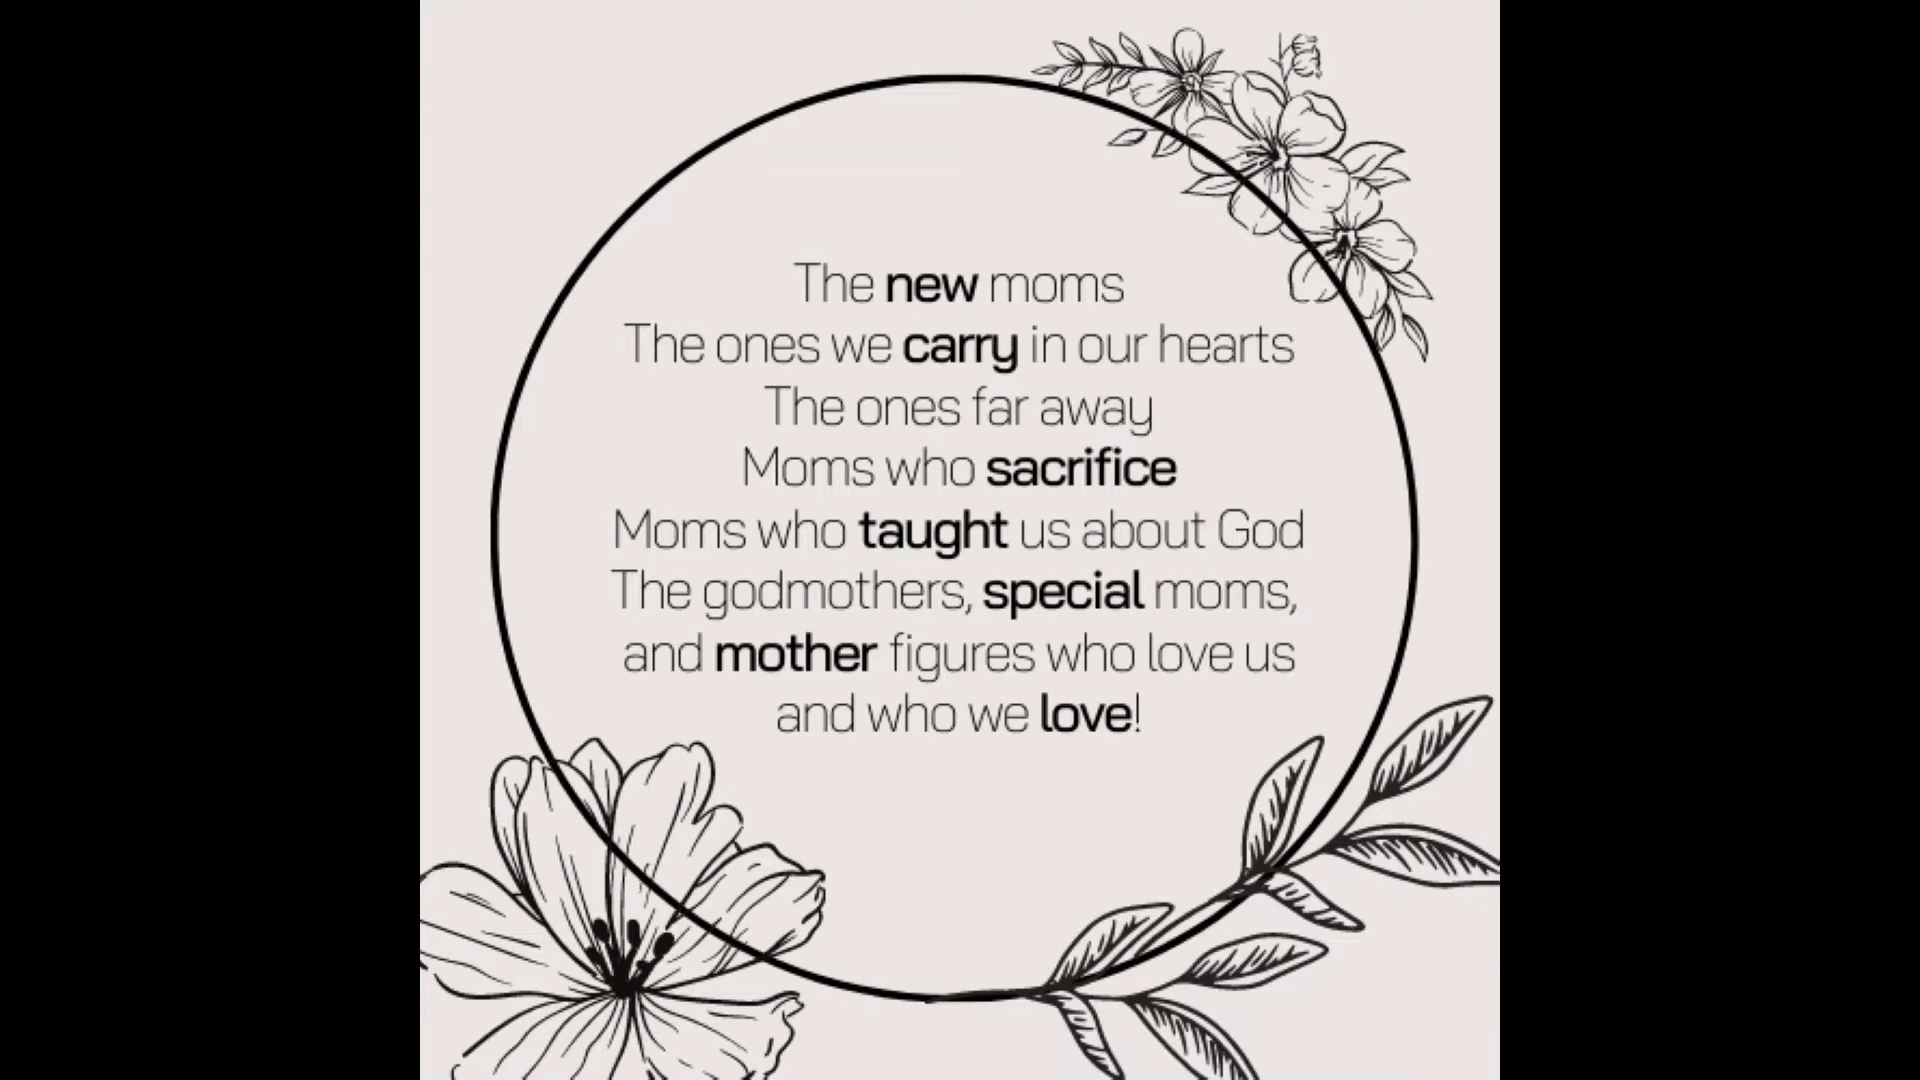 The new moms
The ones we carry in our hearts
The ones far away
Moms who sacrifice
Moms who taught us about God
The godmothers, special moms,
and mother figures who love us
and who we love!